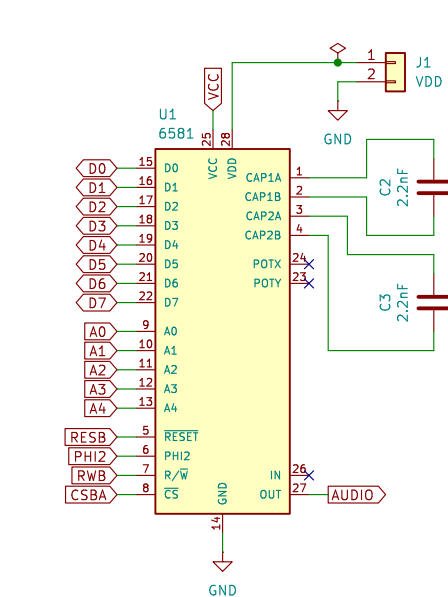 1
J1
2
VDD
GND
VCC
U1
6581
25
28
VCC
VDD
D0 15 D0
D1 16 D1
D2 17 D2
D3 18 D3
D4 19 D4
D5 20 D5
D6 21 D6
D7 22 D7
A0 9 A0
A1 10 A1
A2 11 A2
A3 12 A3
A4 13 A4
RESB 5 RESET
PHI2 6 PHI2
RWB 7 R/W
CSBA 8 CS
CAP1A 1
CAP1B 2
CAP2A 3
CAP2B 4
POTX 24
POTY 23
IN 26
OUT 27 AUDIO
GND
14
GND
C2
2.2nF
C3
2.2nF